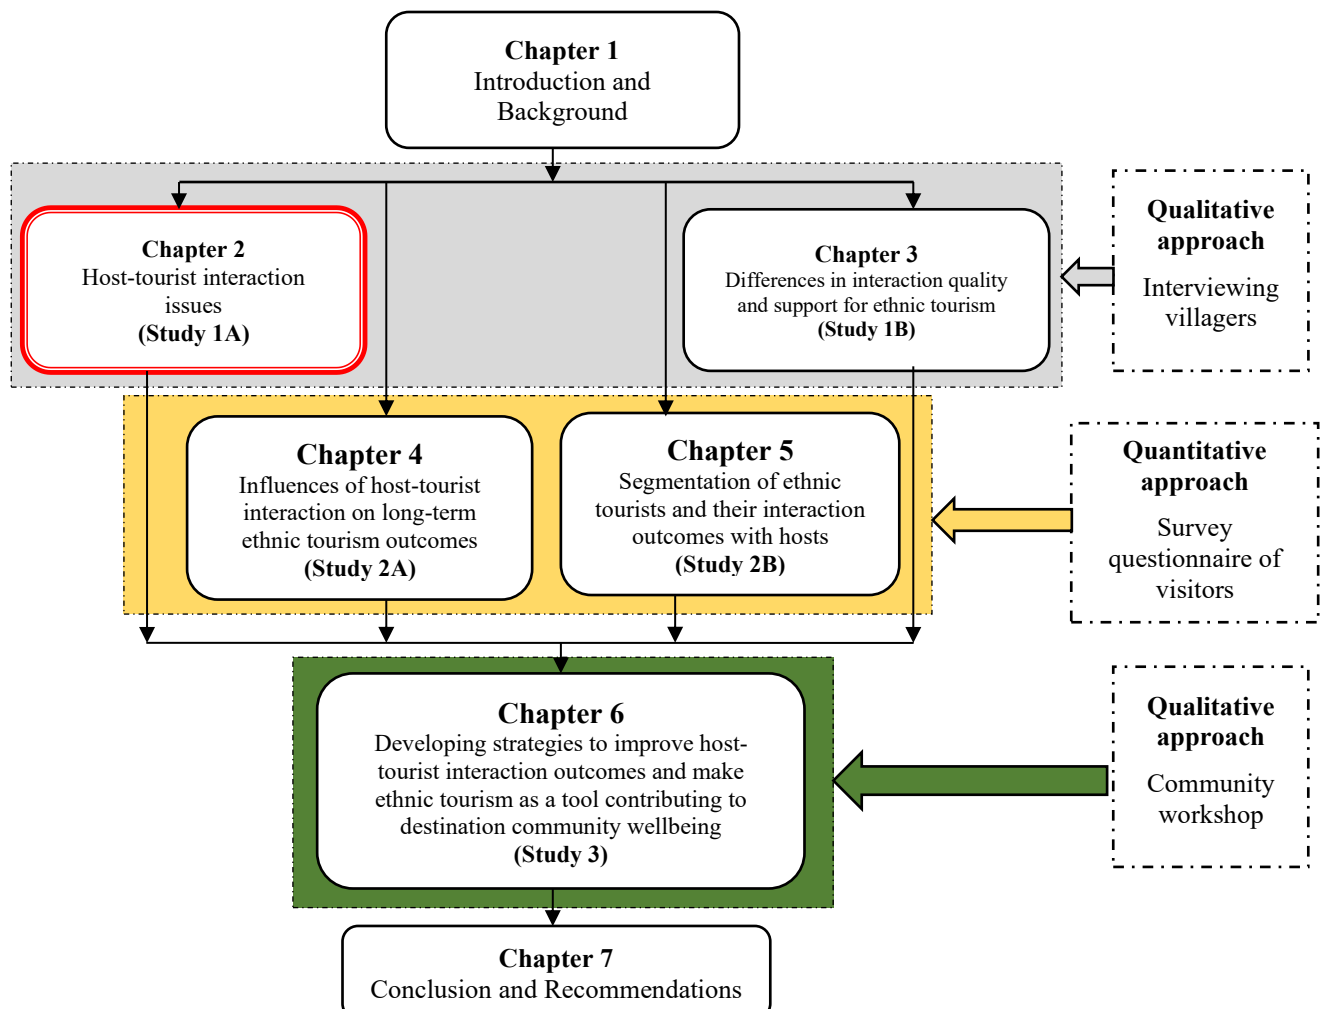 Chapter 1
Introduction and
Background
Chapter 2
Host-tourist interaction
issues
(Study 1A)
Chapter 3
Differences in interaction quality
and support for ethnic tourism
(Study 1B)
Qualitative
approach
Interviewing
villagers
Chapter 4
Influences of host-tourist
interaction on long-term
ethnic tourism outcomes
(Study 2A)
Chapter 5
Segmentation of ethnic
tourists and their interaction
outcomes with hosts
(Study 2B)
Quantitative
approach
Survey
questionnaire of
visitors
Chapter 6
Developing strategies to improve host-
tourist interaction outcomes and make
ethnic tourism as a tool contributing to
destination community wellbeing
(Study 3)
Qualitative
approach
Community
workshop
Chapter 7
Conclusion and Recommendations